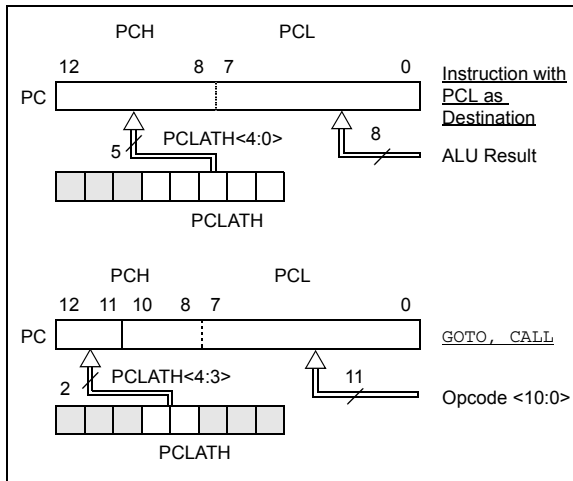 PCH PCL
12 8 7 0
Instruction with
PCL as
Destination
PC
PCLATH<4:0>
5
8
ALU Result
PCLATH
PCH PCL
12 11 10 8 7 0
PC
GOTO, CALL
PCLATH<4:3>
2
11
Opcode <10:0>
PCLATH